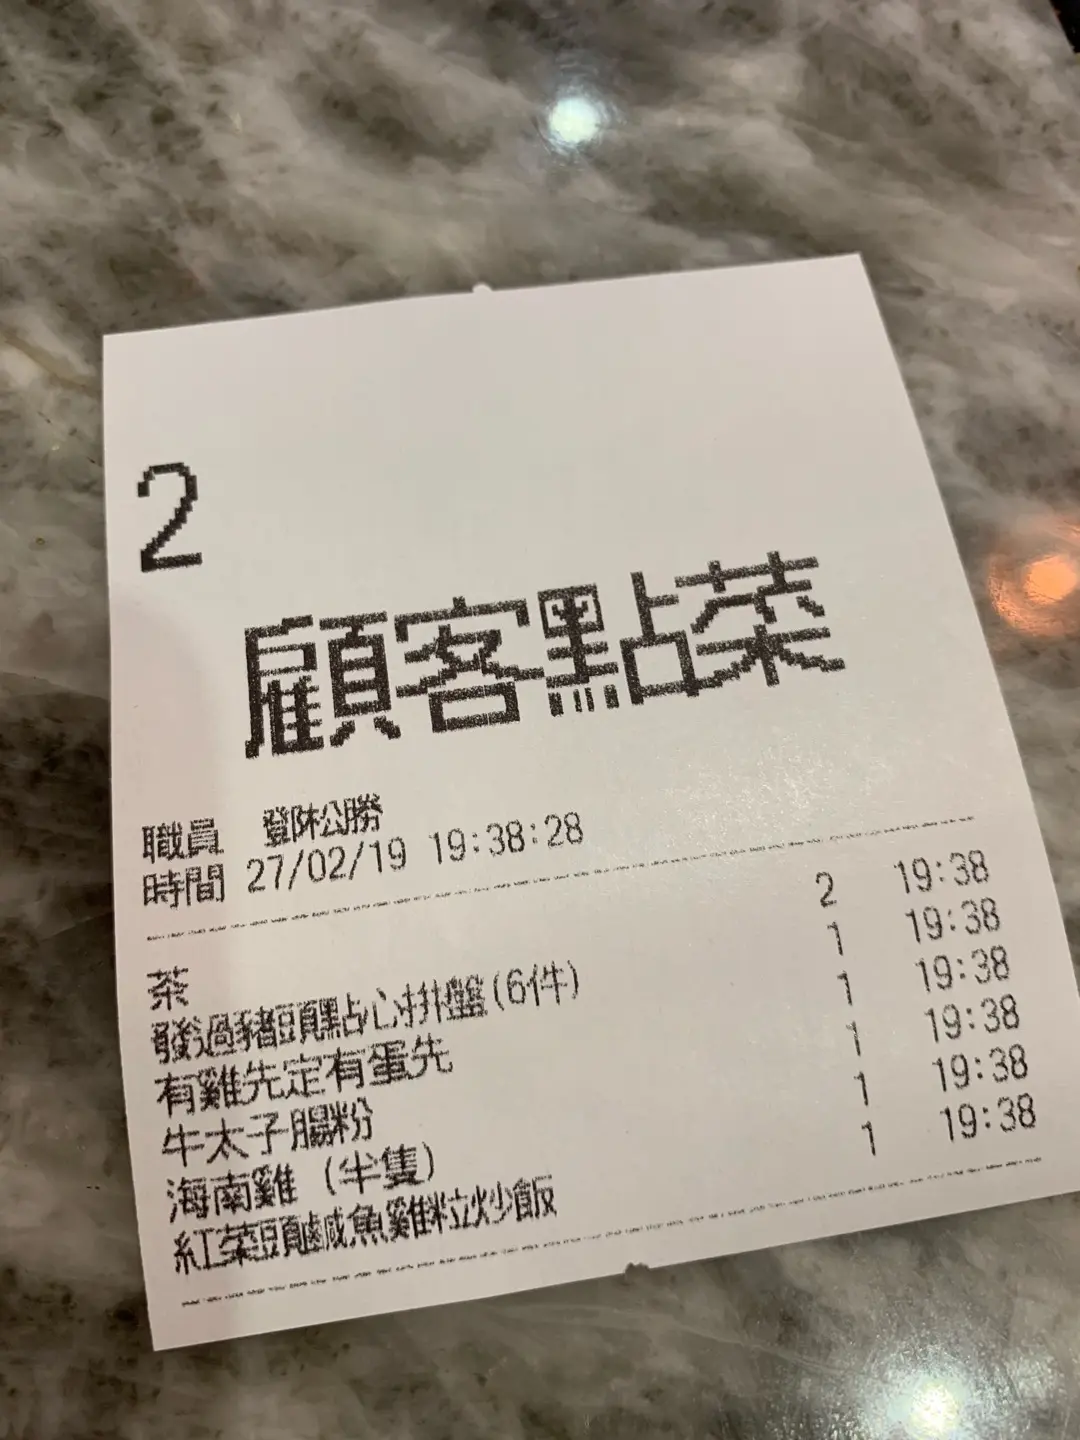 2
顧客點菜
職員 鄧林公勝
時間 27/02/19 19:38:28
茶 2 19:38
發過豬頭點心拼盤(6件) 1 19:38
有雞先定有蛋先 1 19:38
牛太子腸粉 1 19:38
海南雞 (半隻) 1 19:38
紅菜頭鹹魚雞粒炒飯 1 19:38